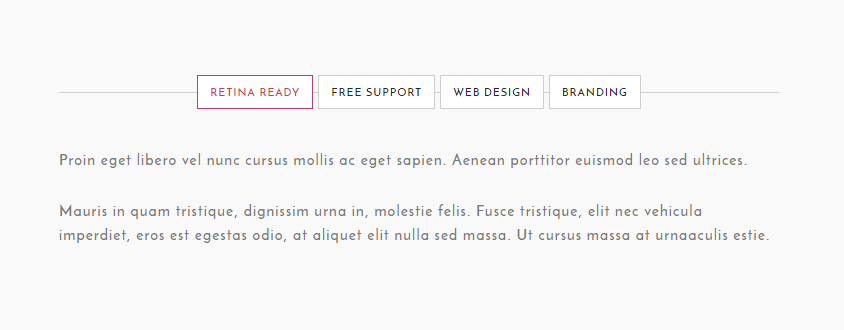 RETINA READY FREE SUPPORT WEB DESIGN BRANDING
Proin eget libero vel nunc cursus mollis ac eget sapien. Aenean porttitor euismod leo sed ultrices.
Mauris in quam tristique, dignissim urna in, molestie felis. Fusce tristique, elit nec vehicula
imperdiet, eros est egestas odio, at aliquet elit nulla sed massa. Ut cursus massa at urnaaculis estie.